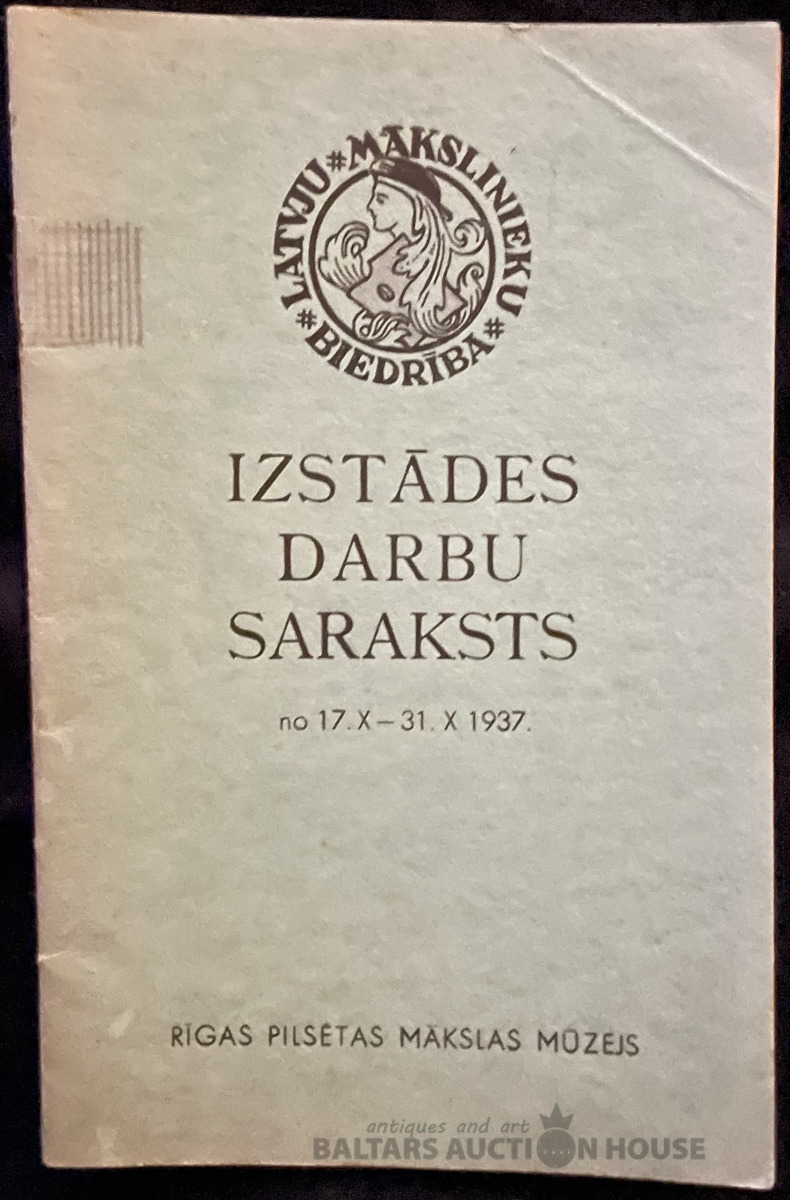 LATVJU # MĀKSLINIEKU # BIEDRĪBA #
IZSTĀDES
DARBU
SARAKSTS
no 17. X – 31. X 1937.
RĪGAS PILSĒTAS MĀKSLAS MŪZEJS
antiques and art
BALTARS AUCTION HOUSE